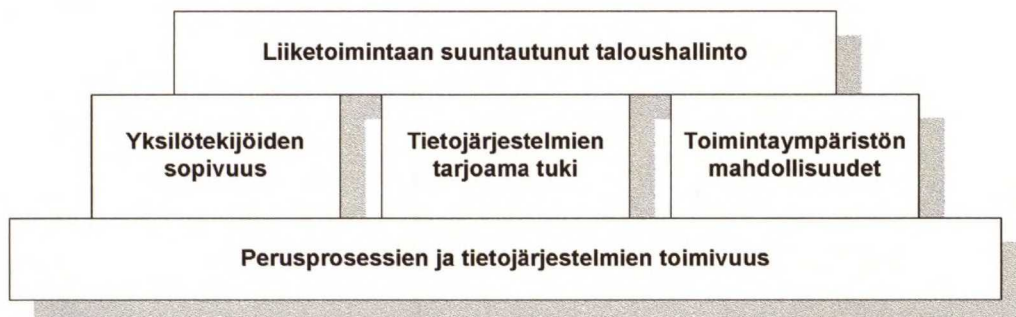 Liiketoimintaan suuntautunut taloushallinto
Yksilötekijöiden
sopivuus
Tietojärjestelmien
tarjoama tuki
Toimintaympäristön
mahdollisuudet
Perusprosessien ja tietojärjestelmien toimivuus